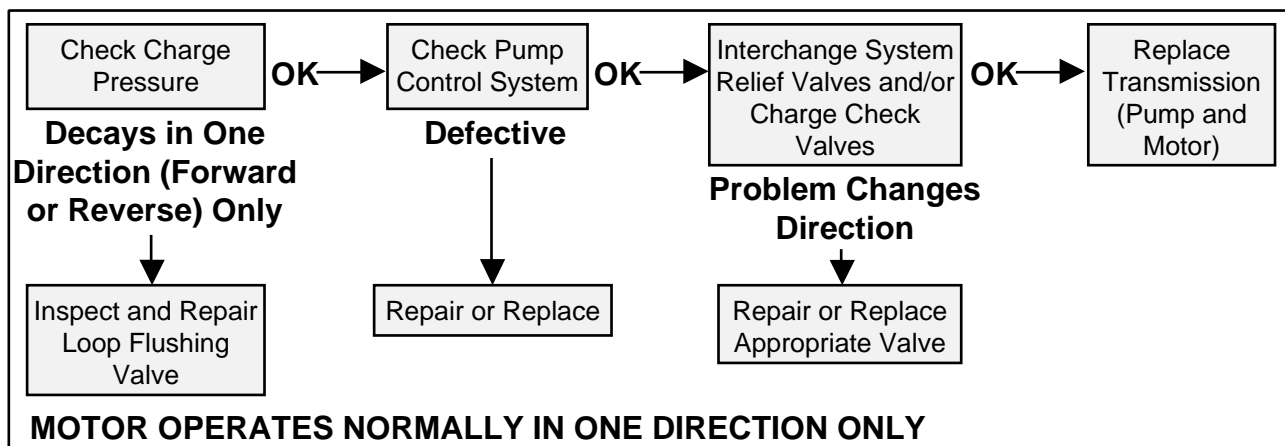 Check Charge
Pressure
OK
Check Pump
Control System
OK
Interchange System
Relief Valves and/or
Charge Check
Valves
OK
Replace
Transmission
(Pump and
Motor)
Decays in One
Direction (Forward
or Reverse) Only
Defective
Problem Changes
Direction
Inspect and Repair
Loop Flushing
Valve
Repair or Replace
Repair or Replace
Appropriate Valve
MOTOR OPERATES NORMALLY IN ONE DIRECTION ONLY